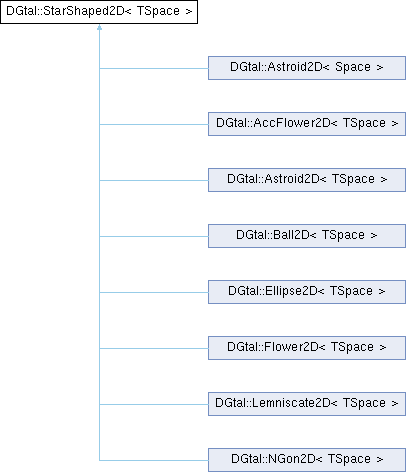 DGtal::StarShaped2D< TSpace >
DGtal::Astroid2D< Space >
DGtal::AccFlower2D< TSpace >
DGtal::Astroid2D< TSpace >
DGtal::Ball2D< TSpace >
DGtal::Ellipse2D< TSpace >
DGtal::Flower2D< TSpace >
DGtal::Lemniscate2D< TSpace >
DGtal::NGon2D< TSpace >